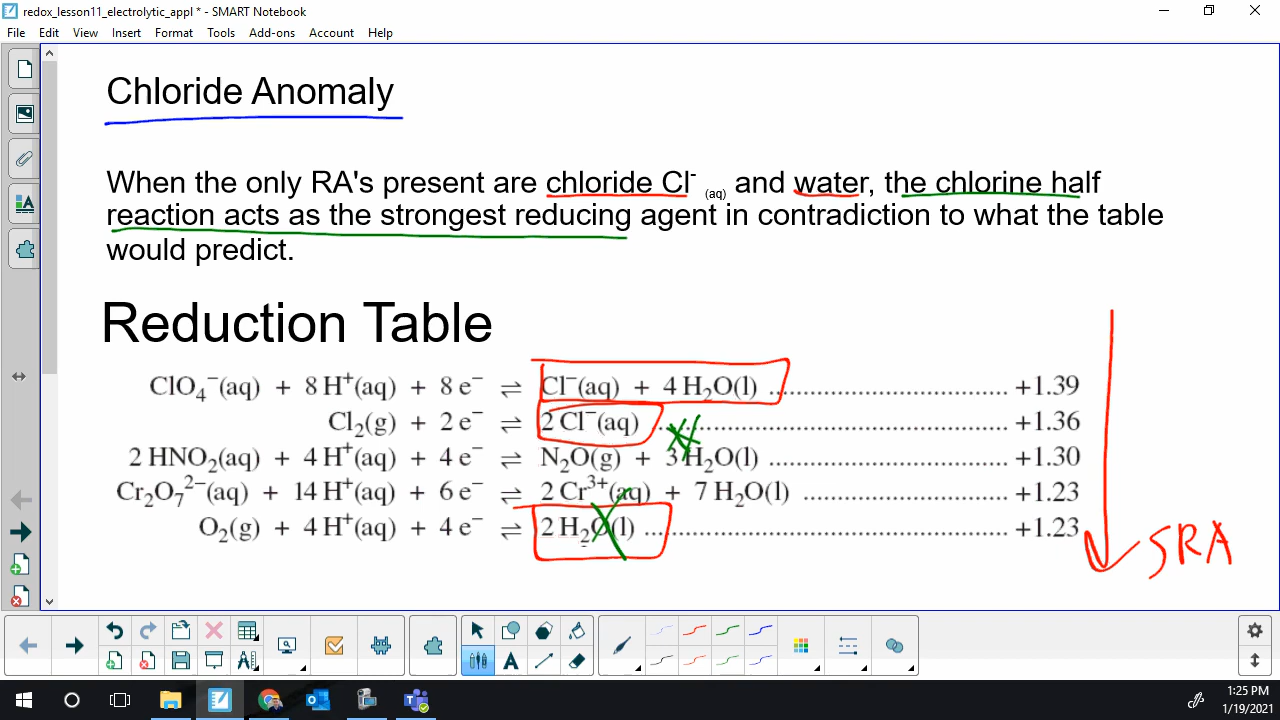 redox_lesson11_electrolytic_appl * - SMART Notebook
File Edit View Insert Format Tools Add-ons Account Help
Chloride Anomaly
When the only RA's present are chloride Cl⁻ (aq) and water, the chlorine half
reaction acts as the strongest reducing agent in contradiction to what the table
would predict.
Reduction Table
ClO₄⁻(aq) + 8 H⁺(aq) + 8 e⁻ ⇌ Cl⁻(aq) + 4 H₂O(l) ........................ +1.39
Cl₂(g) + 2 e⁻ ⇌ 2 Cl⁻(aq) ........................ +1.36
2 HNO₂(aq) + 4 H⁺(aq) + 4 e⁻ ⇌ N₂O(g) + 3 H₂O(l) ........................ +1.30
Cr₂O₇²⁻(aq) + 14 H⁺(aq) + 6 e⁻ ⇌ 2 Cr³⁺(aq) + 7 H₂O(l) ........................ +1.23
O₂(g) + 4 H⁺(aq) + 4 e⁻ ⇌ 2 H₂O(l) ........................ +1.23
SRA
1:25 PM
1/19/2021